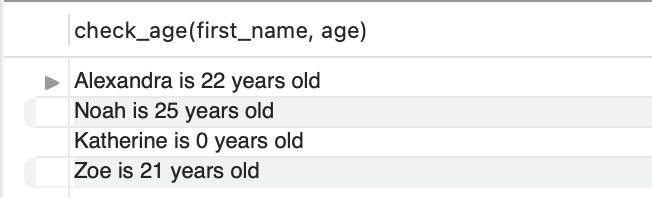 check_age(first_name, age)
Alexandra is 22 years old
Noah is 25 years old
Katherine is 0 years old
Zoe is 21 years old